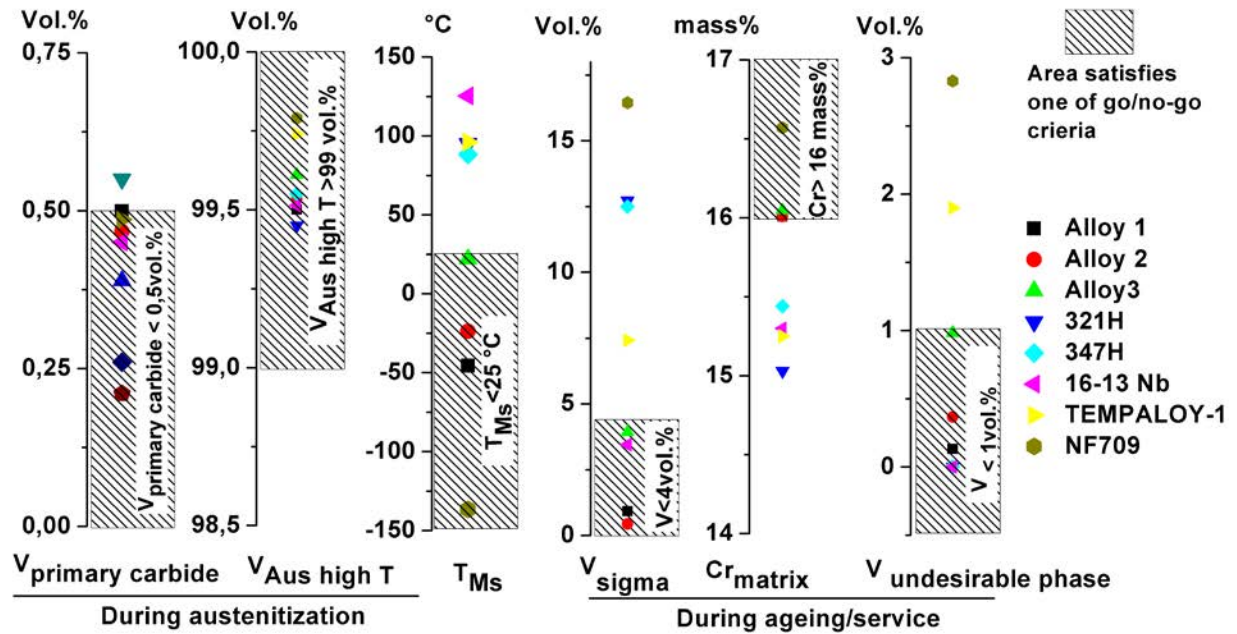 Vol.%
0,75
0,50
0,25
0,00
V primary carbide < 0,5vol.%
V primary carbide
Vol.%
100,0
99,5
99,0
98,5
V Aus high T >99 vol.%
V Aus high T
During austenitization
°C
150
100
50
0
-50
-100
-150
T Ms <25 °C
T Ms
Vol.%
15
10
5
0
V<4vol.%
V sigma
mass%
17
16
15
14
Cr> 16 mass%
Cr matrix
3
2
1
0
V < 1vol.%
V undesirable phase
During ageing/service
Area satisfies
one of go/no-go
crieria
Alloy 1
Alloy 2
Alloy3
321H
347H
16-13 Nb
TEMPALOY-1
NF709
Vol.%